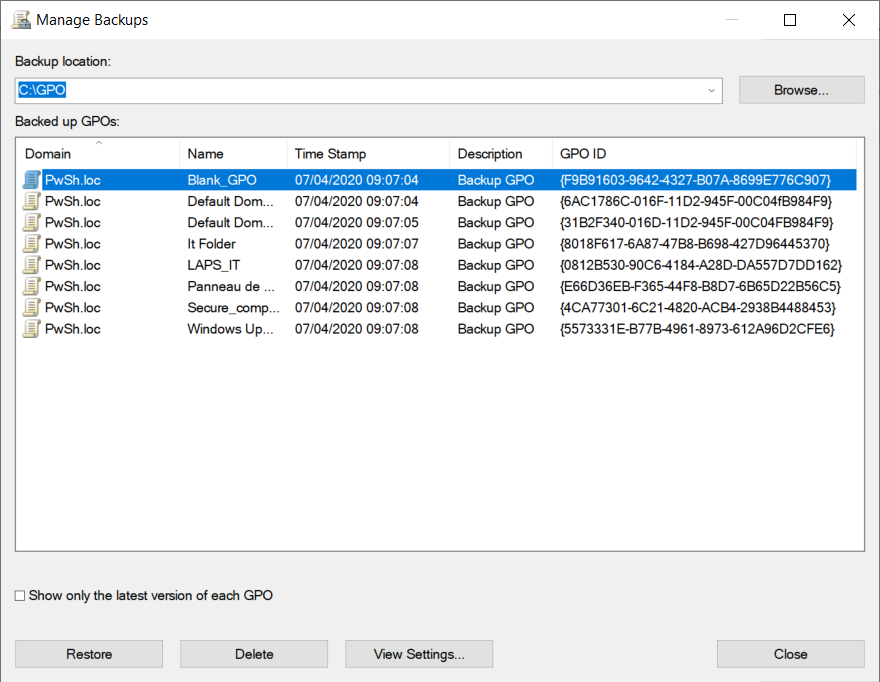 Manage Backups
Backup location:
C:\GPO
Browse...
Backed up GPOs:
Domain Name Time Stamp Description GPO ID
PwSh.loc Blank_GPO 07/04/2020 09:07:04 Backup GPO {F9B91603-9642-4327-B07A-8699E776C907}
PwSh.loc Default Dom... 07/04/2020 09:07:04 Backup GPO {6AC1786C-016F-11D2-945F-00C04fB984F9}
PwSh.loc Default Dom... 07/04/2020 09:07:05 Backup GPO {31B2F340-016D-11D2-945F-00C04FB984F9}
PwSh.loc It Folder 07/04/2020 09:07:07 Backup GPO {8018F617-6A87-47B8-B698-427D96445370}
PwSh.loc LAPS_IT 07/04/2020 09:07:08 Backup GPO {0812B530-90C6-4184-A28D-DA557D7DD162}
PwSh.loc Panneau de ... 07/04/2020 09:07:08 Backup GPO {E66D36EB-F365-44F8-B8D7-6B65D22B56C5}
PwSh.loc Secure_comp... 07/04/2020 09:07:08 Backup GPO {4CA77301-6C21-4820-ACB4-2938B4488453}
PwSh.loc Windows Up... 07/04/2020 09:07:08 Backup GPO {5573331E-B77B-4961-8973-612A96D2CFE6}
Show only the latest version of each GPO
Restore Delete View Settings... Close